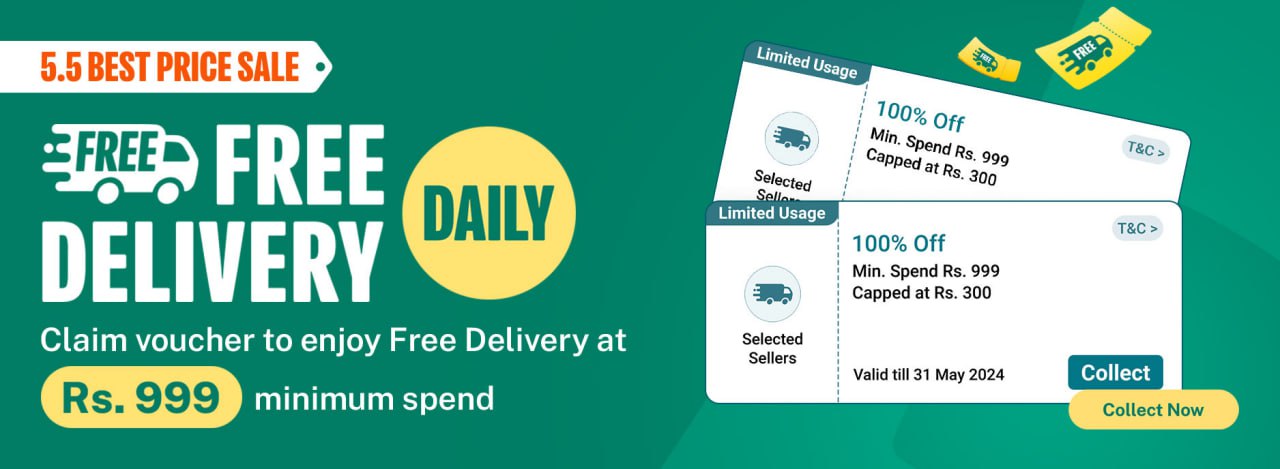 5.5 BEST PRICE SALE
FREE FREE
DELIVERY
DAILY
Claim voucher to enjoy Free Delivery at
Rs. 999 minimum spend
FREE
FREE
Limited Usage
100% Off
Min. Spend Rs. 999
Capped at Rs. 300
T&C >
Selected
Sellers
Limited Usage
100% Off
Min. Spend Rs. 999
Capped at Rs. 300
T&C >
Selected
Sellers
Valid till 31 May 2024
Collect
Collect Now